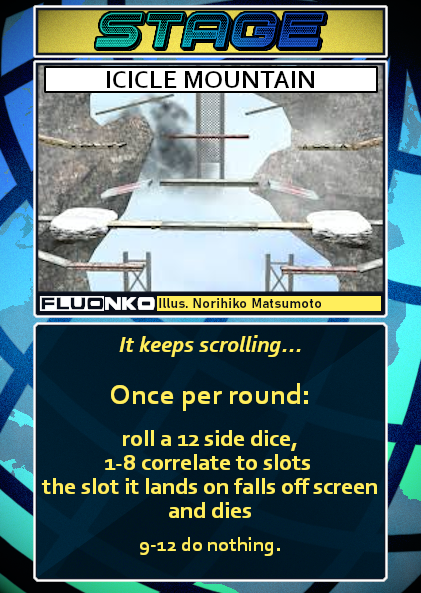 STAGE
ICICLE MOUNTAIN
FLUONKO Illus. Norihiko Matsumoto
It keeps scrolling...
Once per round:
roll a 12 side dice,
1-8 correlate to slots
the slot it lands on falls off screen
and dies
9-12 do nothing.